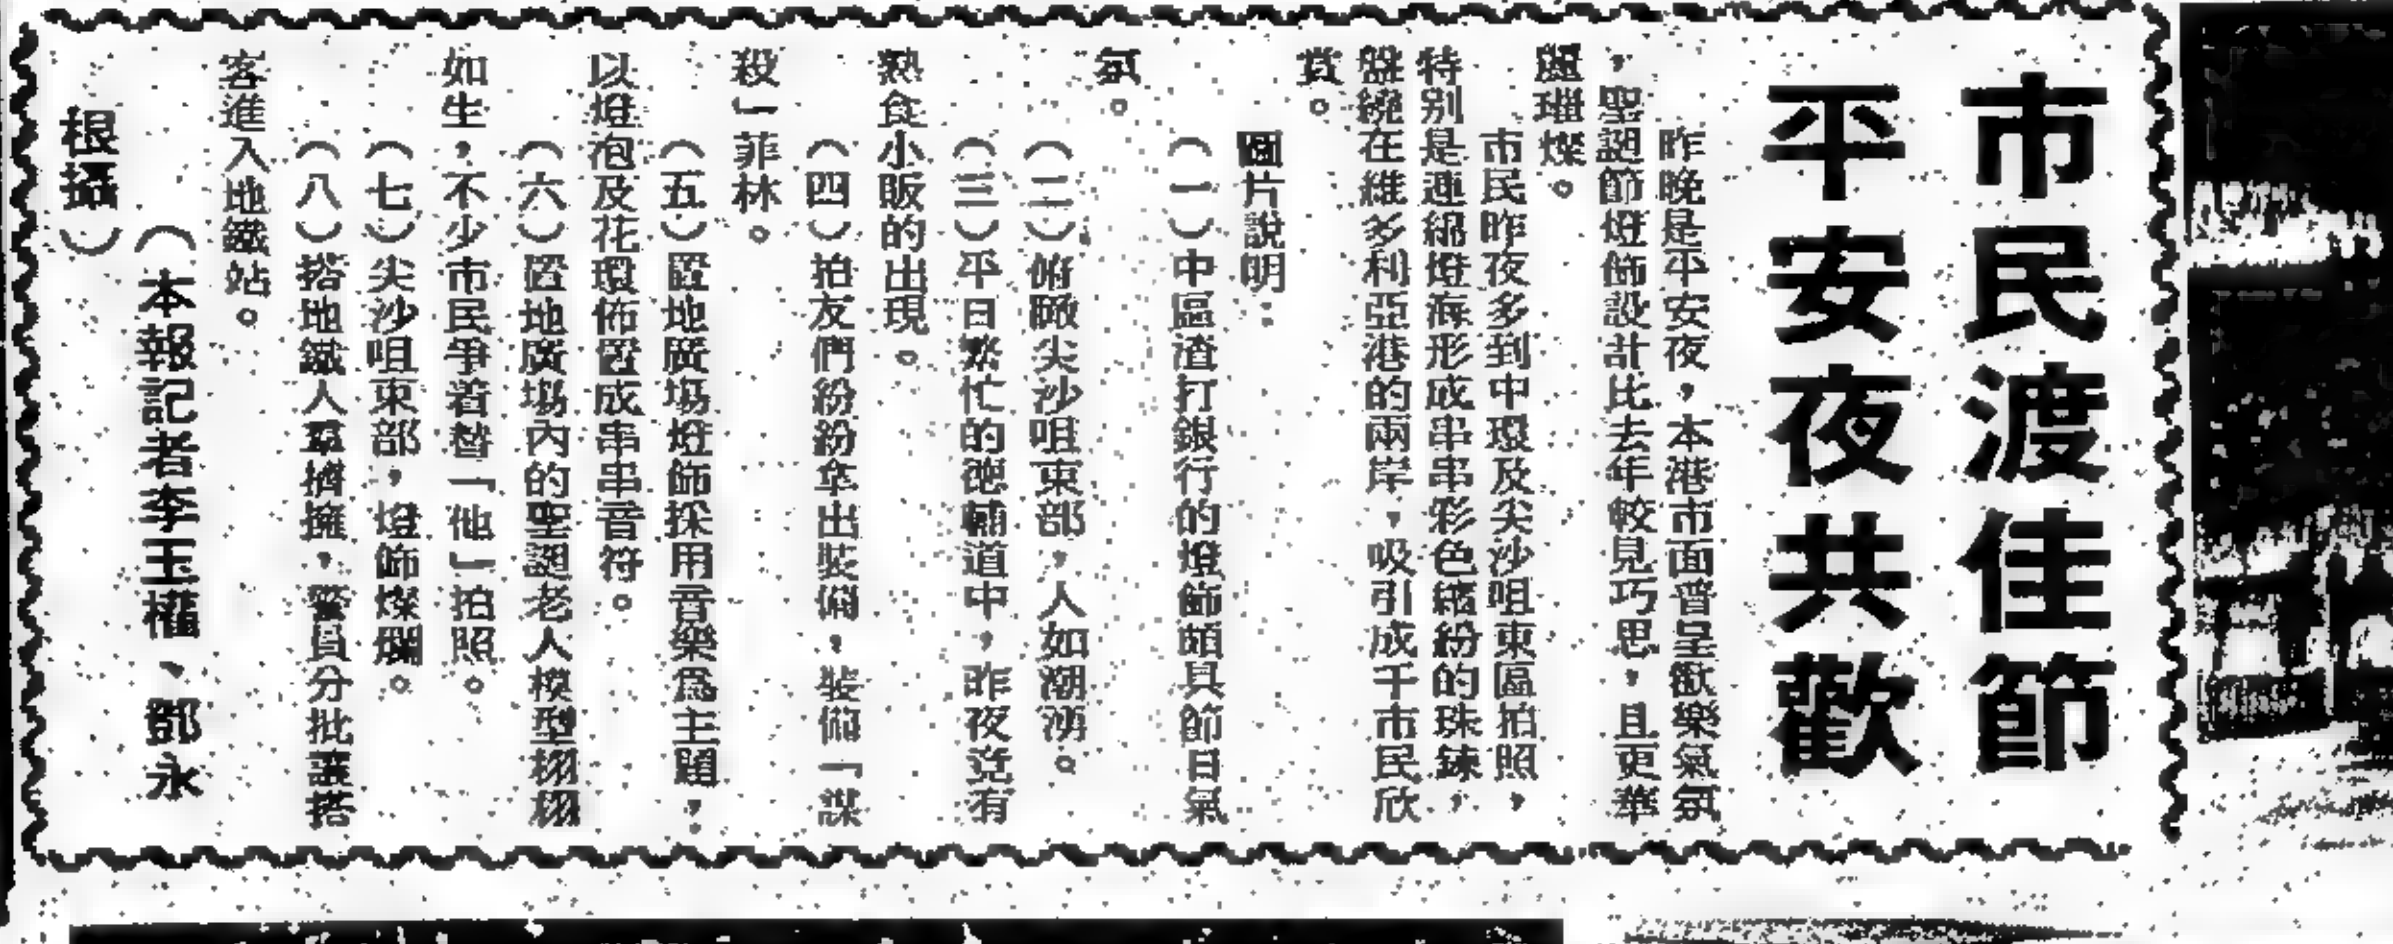 市民渡佳節
平安夜共歡
昨晚是平安夜，本港市面普呈歡樂氣氛
，聖誕節燈飾設計比去年較見巧思，且更華
麗璀燦。
市民昨夜多到中環及尖沙咀東區拍照，
特別是連綿燈海形成串串彩色繽紛的珠鍊，
盤繞在維多利亞港的兩岸，吸引成千市民欣
賞。
圖片說明：
（一）中區渣打銀行的燈飾頗具節日氣
氛。
（二）俯瞰尖沙咀東部，人如潮湧。
（三）平日繁忙的德輔道中，昨夜竟有
熟食小販的出現。
（四）拍友們紛紛拿出裝備，裝備「謀
殺」菲林。
（五）置地廣場燈飾採用音樂爲主題，
以燈泡及花環佈置成串串音符。
（六）置地廣場內的聖誕老人模型栩栩
如生，不少市民爭着替「他」拍照。
（七）尖沙咀東部，燈飾燦爛。
（八）搭地鐵人羣擠擁，警員分批讓搭
客進入地鐵站。
（本報記者李玉權、鄧永
根攝）